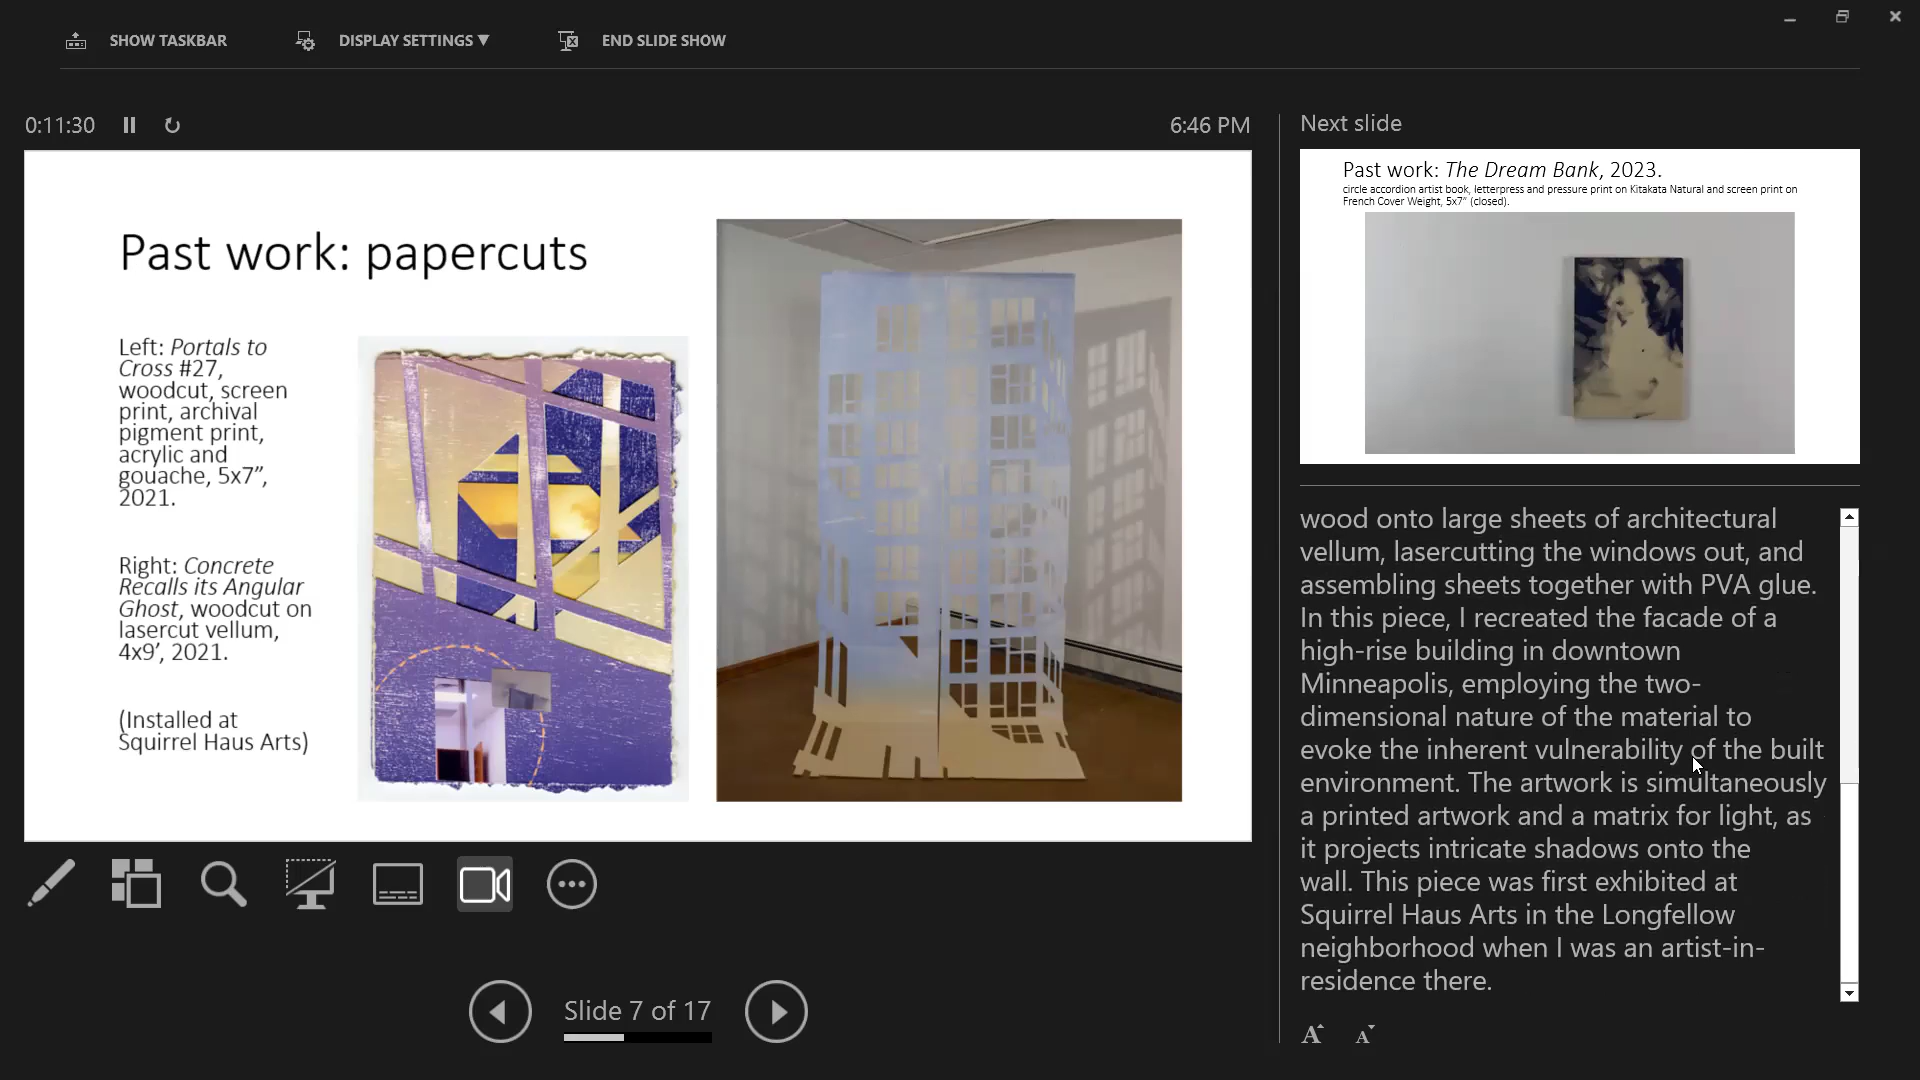 SHOW TASKBAR
DISPLAY SETTINGS ▼
END SLIDE SHOW
0:11:30
6:46 PM
Past work: papercuts
Left: Portals to
Cross #27,
woodcut, screen
print, archival
pigment print,
acrylic and
gouache, 5x7”,
2021.
Right: Concrete
Recalls its Angular
Ghost, woodcut on
lasercut vellum,
4x9’, 2021.
(Installed at
Squirrel Haus Arts)
Slide 7 of 17
Next slide
Past work: The Dream Bank, 2023.
circle accordion artist book, letterpress and pressure print on Kitakata Natural and screen print on
French Cover Weight, 5x7” (closed).
wood onto large sheets of architectural
vellum, lasercutting the windows out, and
assembling sheets together with PVA glue.
In this piece, I recreated the facade of a
high-rise building in downtown
Minneapolis, employing the two-
dimensional nature of the material to
evoke the inherent vulnerability of the built
environment. The artwork is simultaneously
a printed artwork and a matrix for light, as
it projects intricate shadows onto the
wall. This piece was first exhibited at
Squirrel Haus Arts in the Longfellow
neighborhood when I was an artist-in-
residence there.
A A